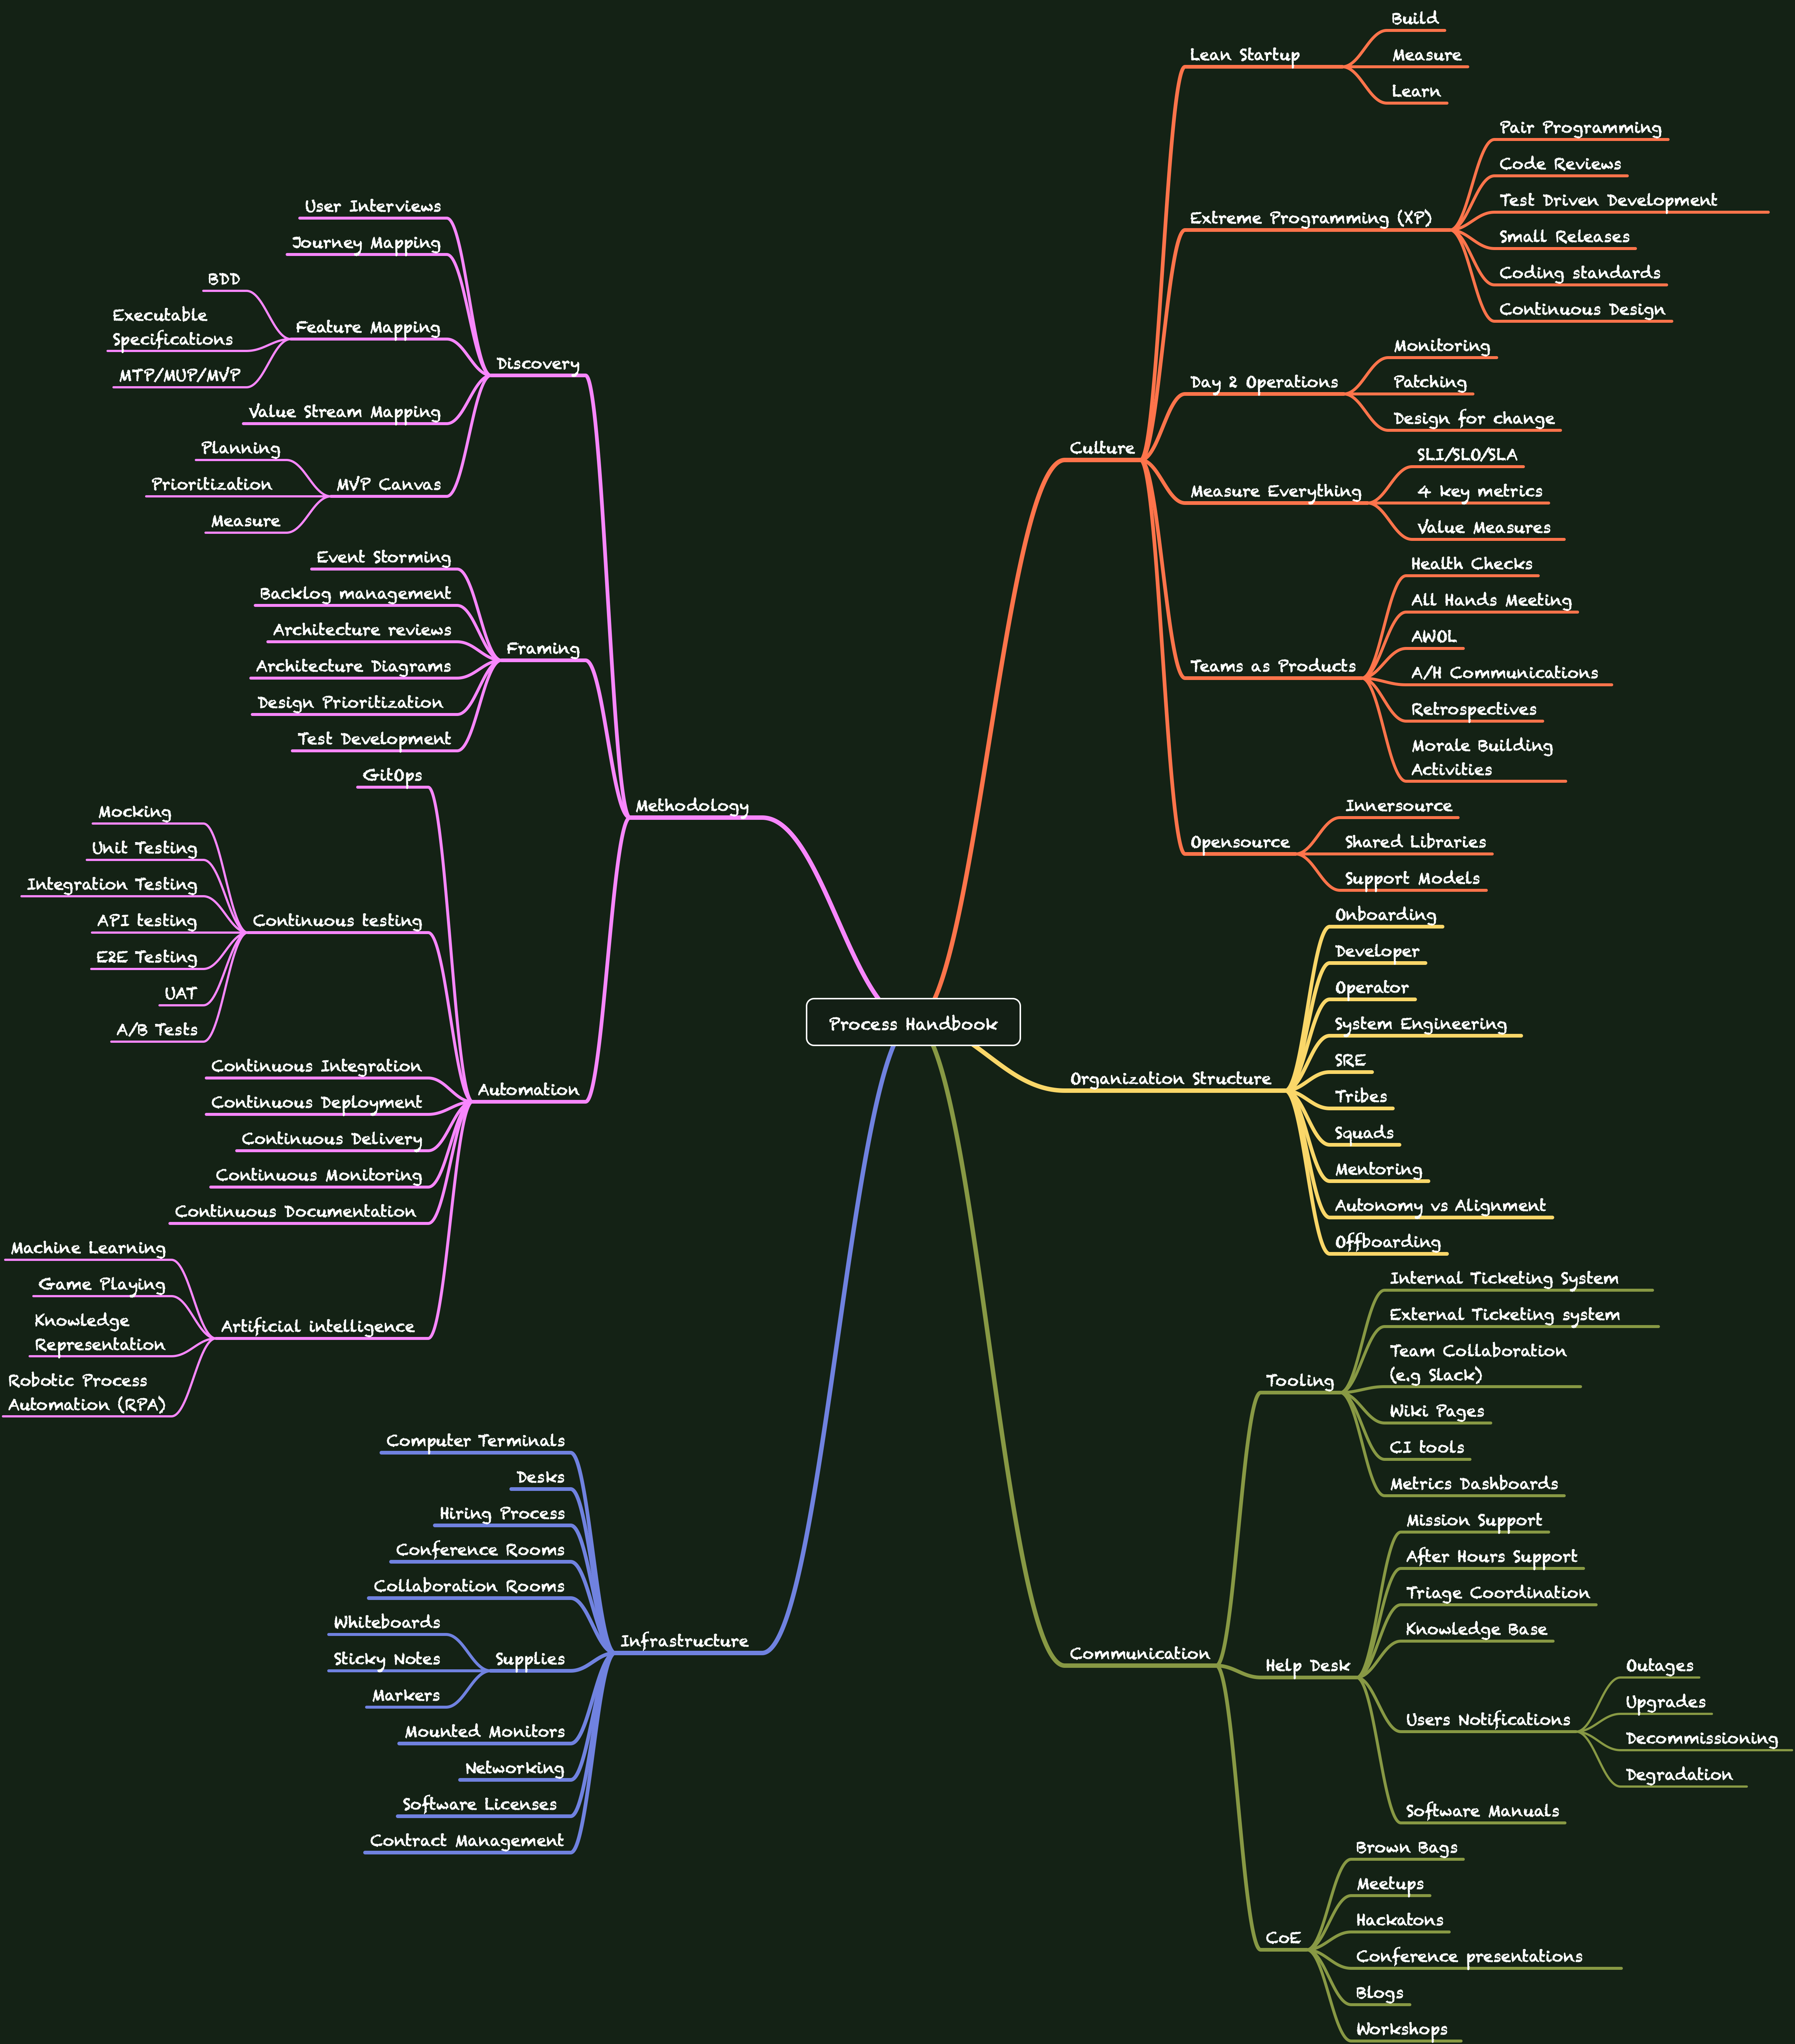 Process Handbook
Culture
Lean Startup
Build
Measure
Learn
Extreme Programming (XP)
Pair Programming
Code Reviews
Test Driven Development
Small Releases
Coding standards
Continuous Design
Day 2 Operations
Monitoring
Patching
Design for change
Measure Everything
SLI/SLO/SLA
4 key metrics
Value Measures
Teams as Products
Health Checks
All Hands Meeting
AWOL
A/H Communications
Retrospectives
Morale Building
Activities
Opensource
Innersource
Shared Libraries
Support Models
Organization Structure
Onboarding
Developer
Operator
System Engineering
SRE
Tribes
Squads
Mentoring
Autonomy vs Alignment
Offboarding
Communication
Tooling
Internal Ticketing System
External Ticketing system
Team Collaboration
(e.g Slack)
Wiki Pages
CI tools
Metrics Dashboards
Help Desk
Mission Support
After Hours Support
Triage Coordination
Knowledge Base
Users Notifications
Outages
Upgrades
Decommissioning
Degradation
Software Manuals
CoE
Brown Bags
Meetups
Hackatons
Conference presentations
Blogs
Workshops
Methodology
Discovery
User Interviews
Journey Mapping
Feature Mapping
BDD
Executable
Specifications
MTP/MUP/MVP
Value Stream Mapping
MVP Canvas
Planning
Prioritization
Measure
Framing
Event Storming
Backlog management
Architecture reviews
Architecture Diagrams
Design Prioritization
Test Development
Automation
GitOps
Continuous testing
Mocking
Unit Testing
Integration Testing
API testing
E2E Testing
UAT
A/B Tests
Continuous Integration
Continuous Deployment
Continuous Delivery
Continuous Monitoring
Continuous Documentation
Artificial intelligence
Machine Learning
Game Playing
Knowledge
Representation
Robotic Process
Automation (RPA)
Infrastructure
Computer Terminals
Desks
Hiring Process
Conference Rooms
Collaboration Rooms
Supplies
Whiteboards
Sticky Notes
Markers
Mounted Monitors
Networking
Software Licenses
Contract Management